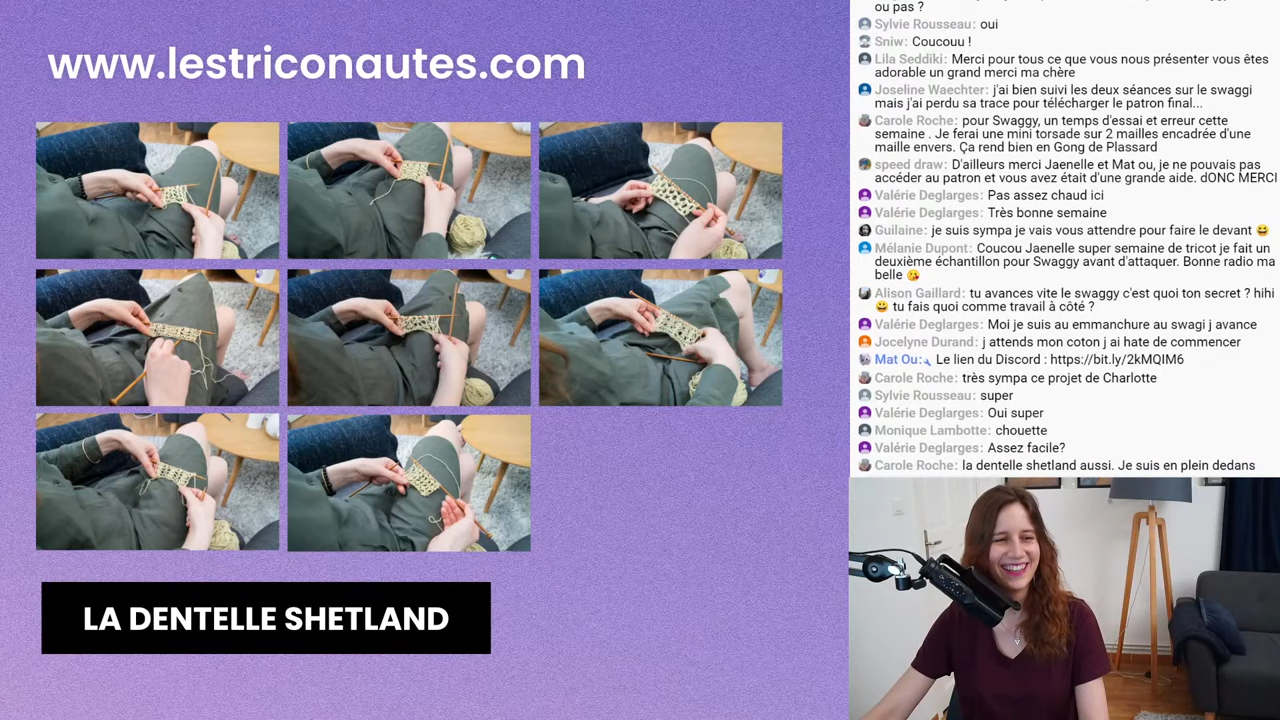 www.lestriconautes.com
LA DENTELLE SHETLAND
ou pas ?
Sylvie Rousseau: oui
Sniw: Coucouu !
Lila Seddiki: Merci pour tous ce que vous nous présenter vous êtes
adorable un grand merci ma chère
Joseline Waechter: j'ai bien suivi les deux séances sur le swaggi
mais j'ai perdu sa trace pour télécharger le patron final...
Carole Roche: pour Swaggy, un temps d'essai et erreur cette
semaine . Je ferai une mini torsade sur 2 mailles encadrée d'une
maille envers. Ça rend bien en Gong de Plassard
speed draw: D'ailleurs merci Jaenelle et Mat ou, je ne pouvais pas
accéder au patron et vous avez était d'une grande aide. dONC MERCI
Valérie Deglarges: Pas assez chaud ici
Valérie Deglarges: Très bonne semaine
Guilaine: je suis sympa je vais vous attendre pour faire le devant 😀
Mélanie Dupont: Coucou Jaenelle super semaine de tricot je fait un
deuxième échantillon pour Swaggy avant d'attaquer. Bonne radio ma
belle 😘
Alison Gaillard: tu avances vite le swaggy c'est quoi ton secret ? hihi
😀 tu fais quoi comme travail à côté ?
Valérie Deglarges: Moi je suis au emmanchure au swagi j avance
Jocelyne Durand: j attends mon coton j ai hate de commencer
Mat Ou: Le lien du Discord : https://bit.ly/2kMQIM6
Carole Roche: très sympa ce projet de Charlotte
Sylvie Rousseau: super
Valérie Deglarges: Oui super
Monique Lambotte: chouette
Valérie Deglarges: Assez facile?
Carole Roche: la dentelle shetland aussi. Je suis en plein dedans